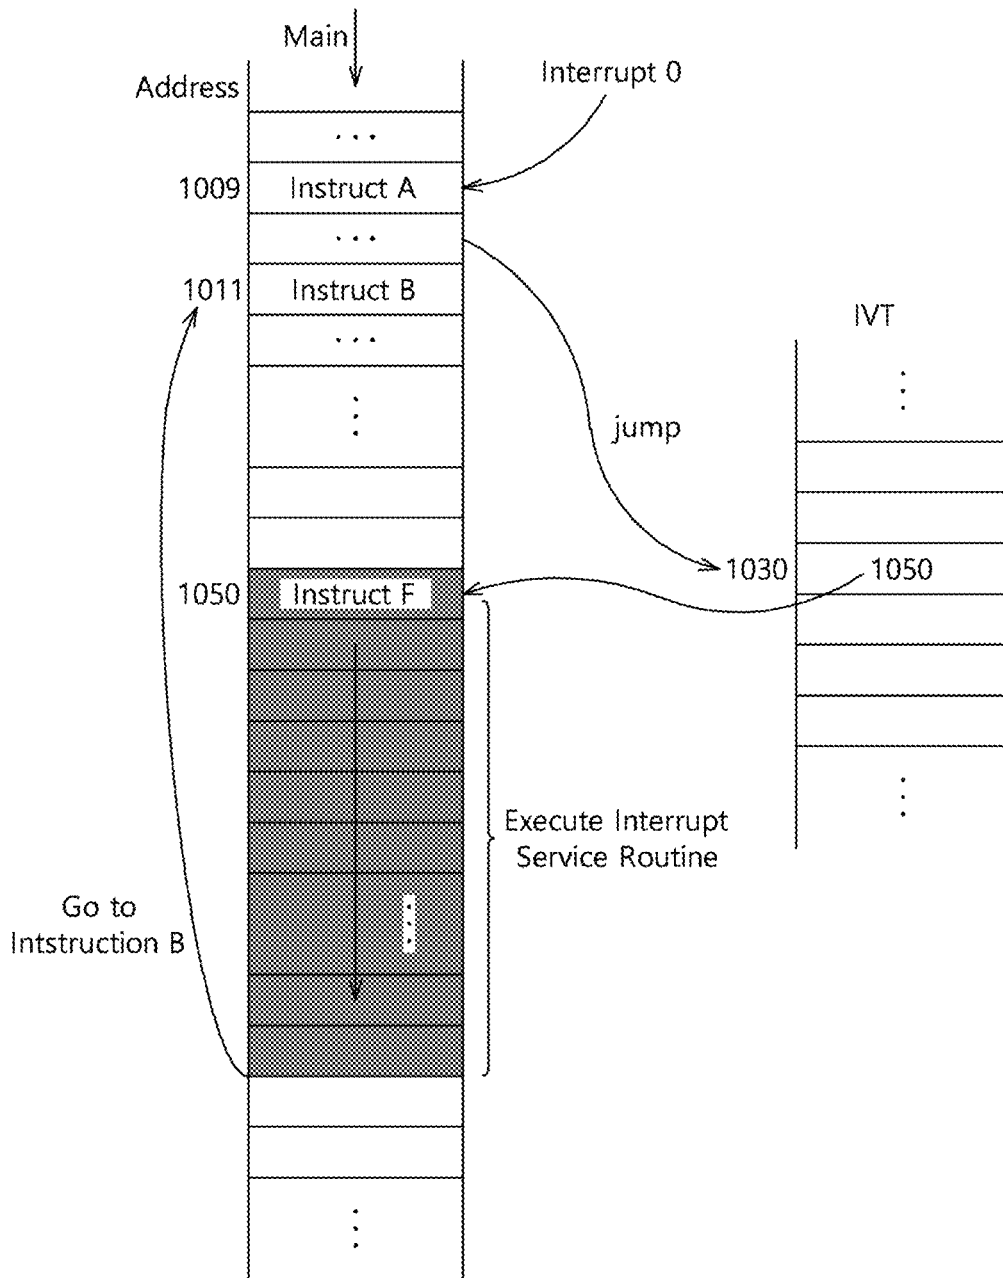 Main
Address
Interrupt 0
...
1009
Instruct A
...
1011
Instruct B
...
IVT
jump
1030
1050
1050
Instruct F
Execute Interrupt
Service Routine
Go to
Intstruction B